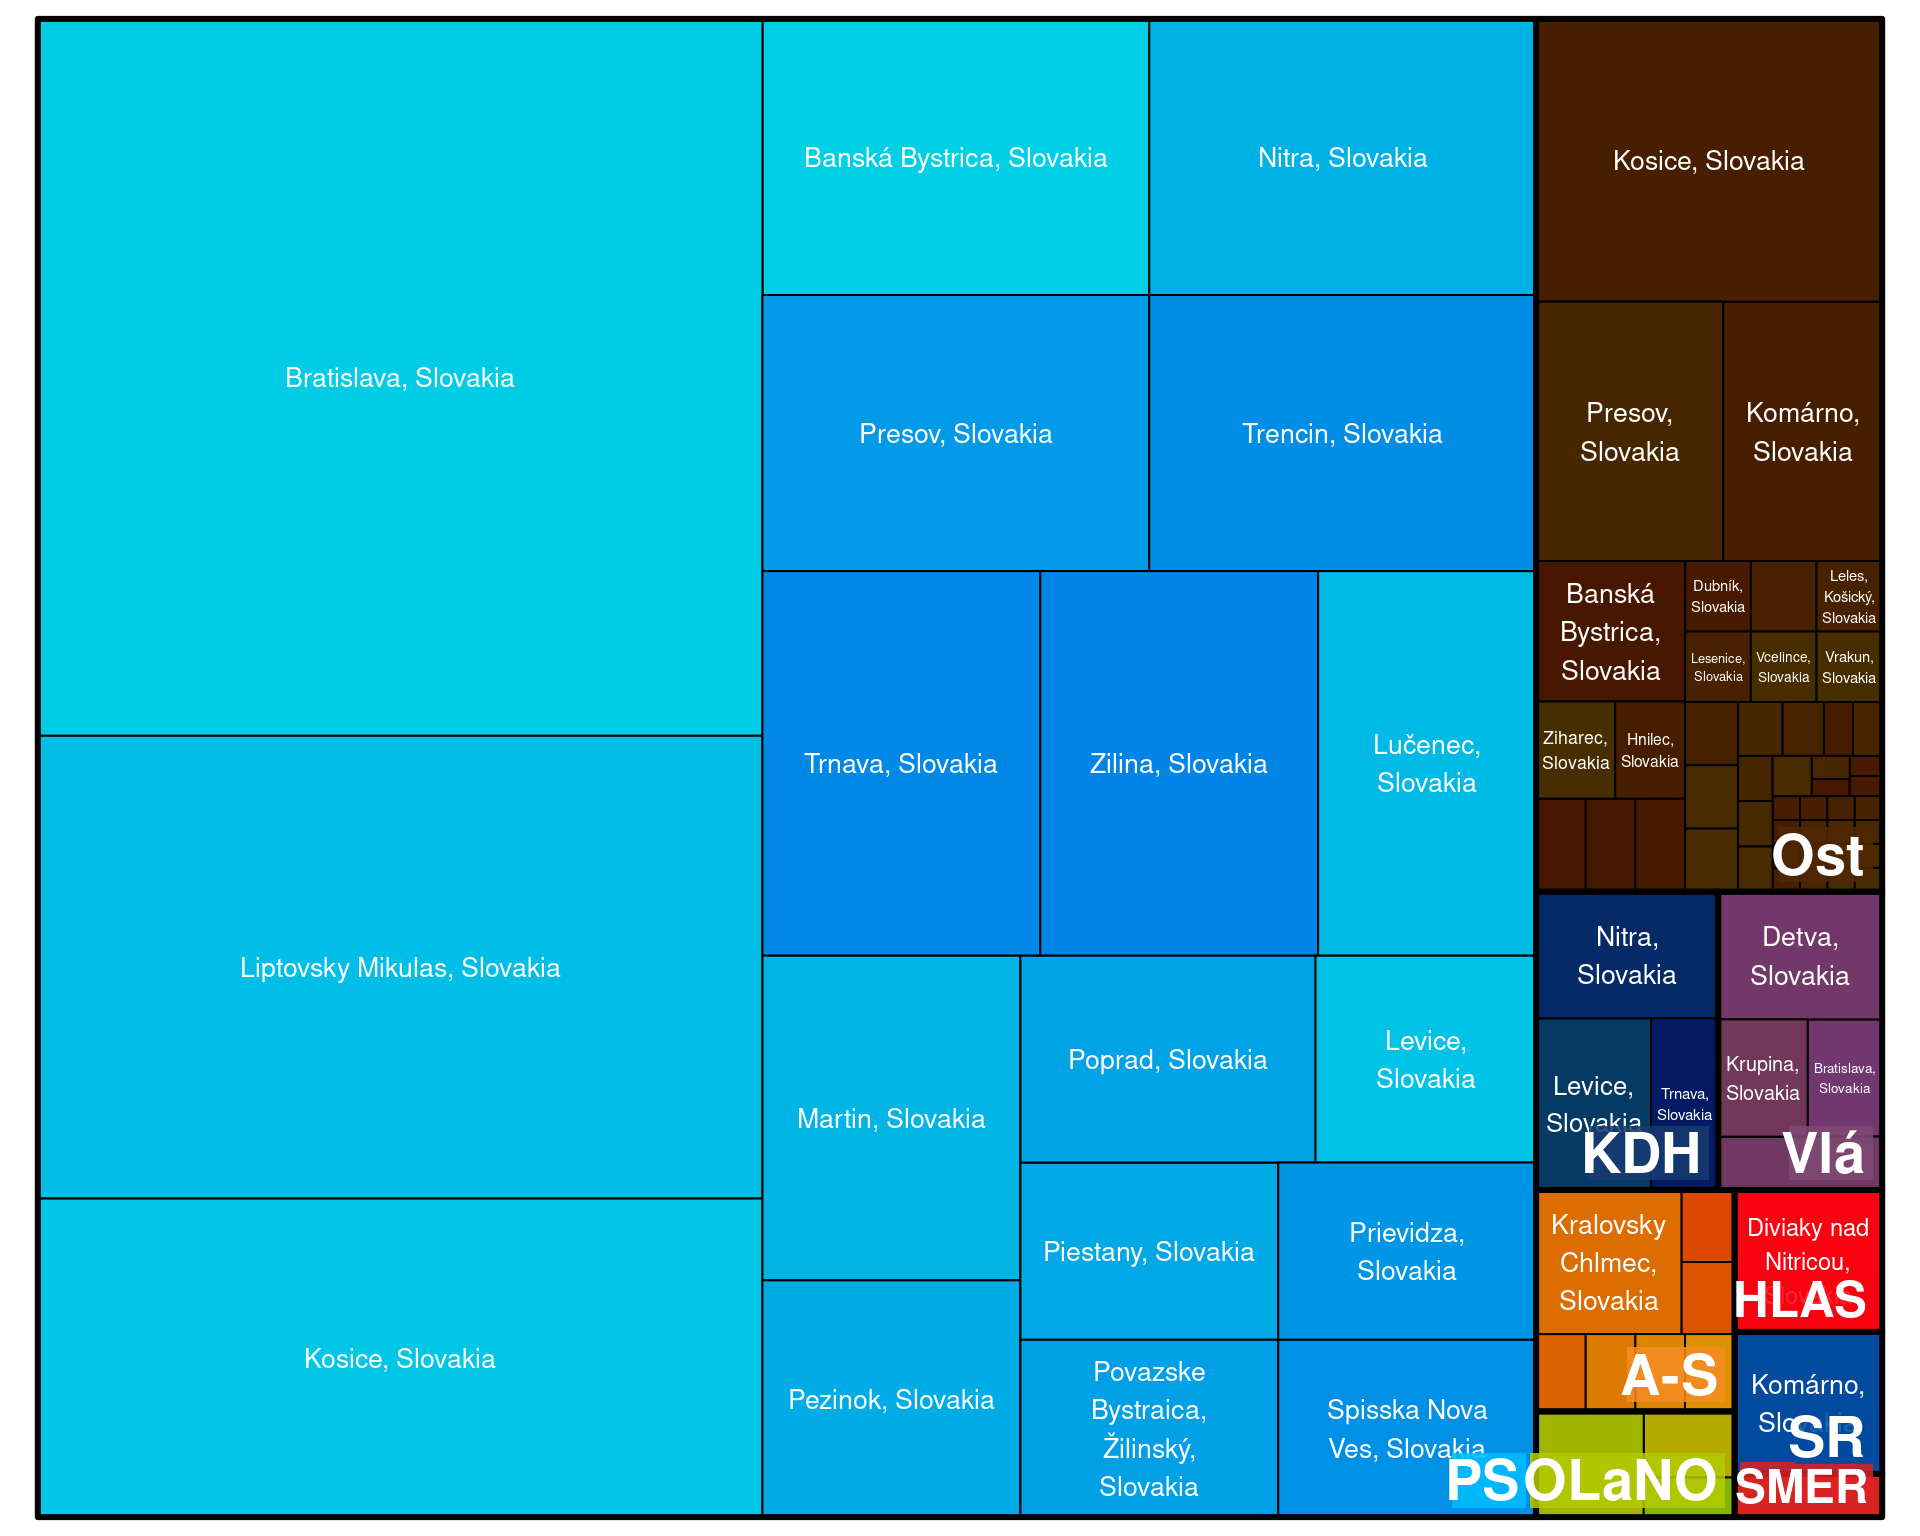 Bratislava, Slovakia
Liptovsky Mikulas, Slovakia
Kosice, Slovakia
Banská Bystrica, Slovakia
Nitra, Slovakia
Presov, Slovakia
Trencin, Slovakia
Trnava, Slovakia
Zilina, Slovakia
Lučenec,
Slovakia
Martin, Slovakia
Pezinok, Slovakia
Poprad, Slovakia
Levice,
Slovakia
Piestany, Slovakia
Prievidza,
Slovakia
Povazske
Bystraica,
Žilinský,
Slovakia
Spisska Nova
Ves, Slovakia
PS
Kosice, Slovakia
Presov,
Slovakia
Komárno,
Slovakia
Banská
Bystrica,
Slovakia
Dubník,
Slovakia
Leles,
Košický,
Slovakia
Lesenice,
Slovakia
Vcelince,
Slovakia
Vrakun,
Slovakia
Ziharec,
Slovakia
Hnilec,
Slovakia
Ost
Nitra,
Slovakia
Levice,
Slovakia
Trnava,
Slovakia
KDH
Detva,
Slovakia
Krupina,
Slovakia
Bratislava,
Slovakia
Vlá
Kralovsky
Chlmec,
Slovakia
A-S
Diviaky nad
Nitricou,
HLAS
Komárno,
SR
OLaNO
SMER